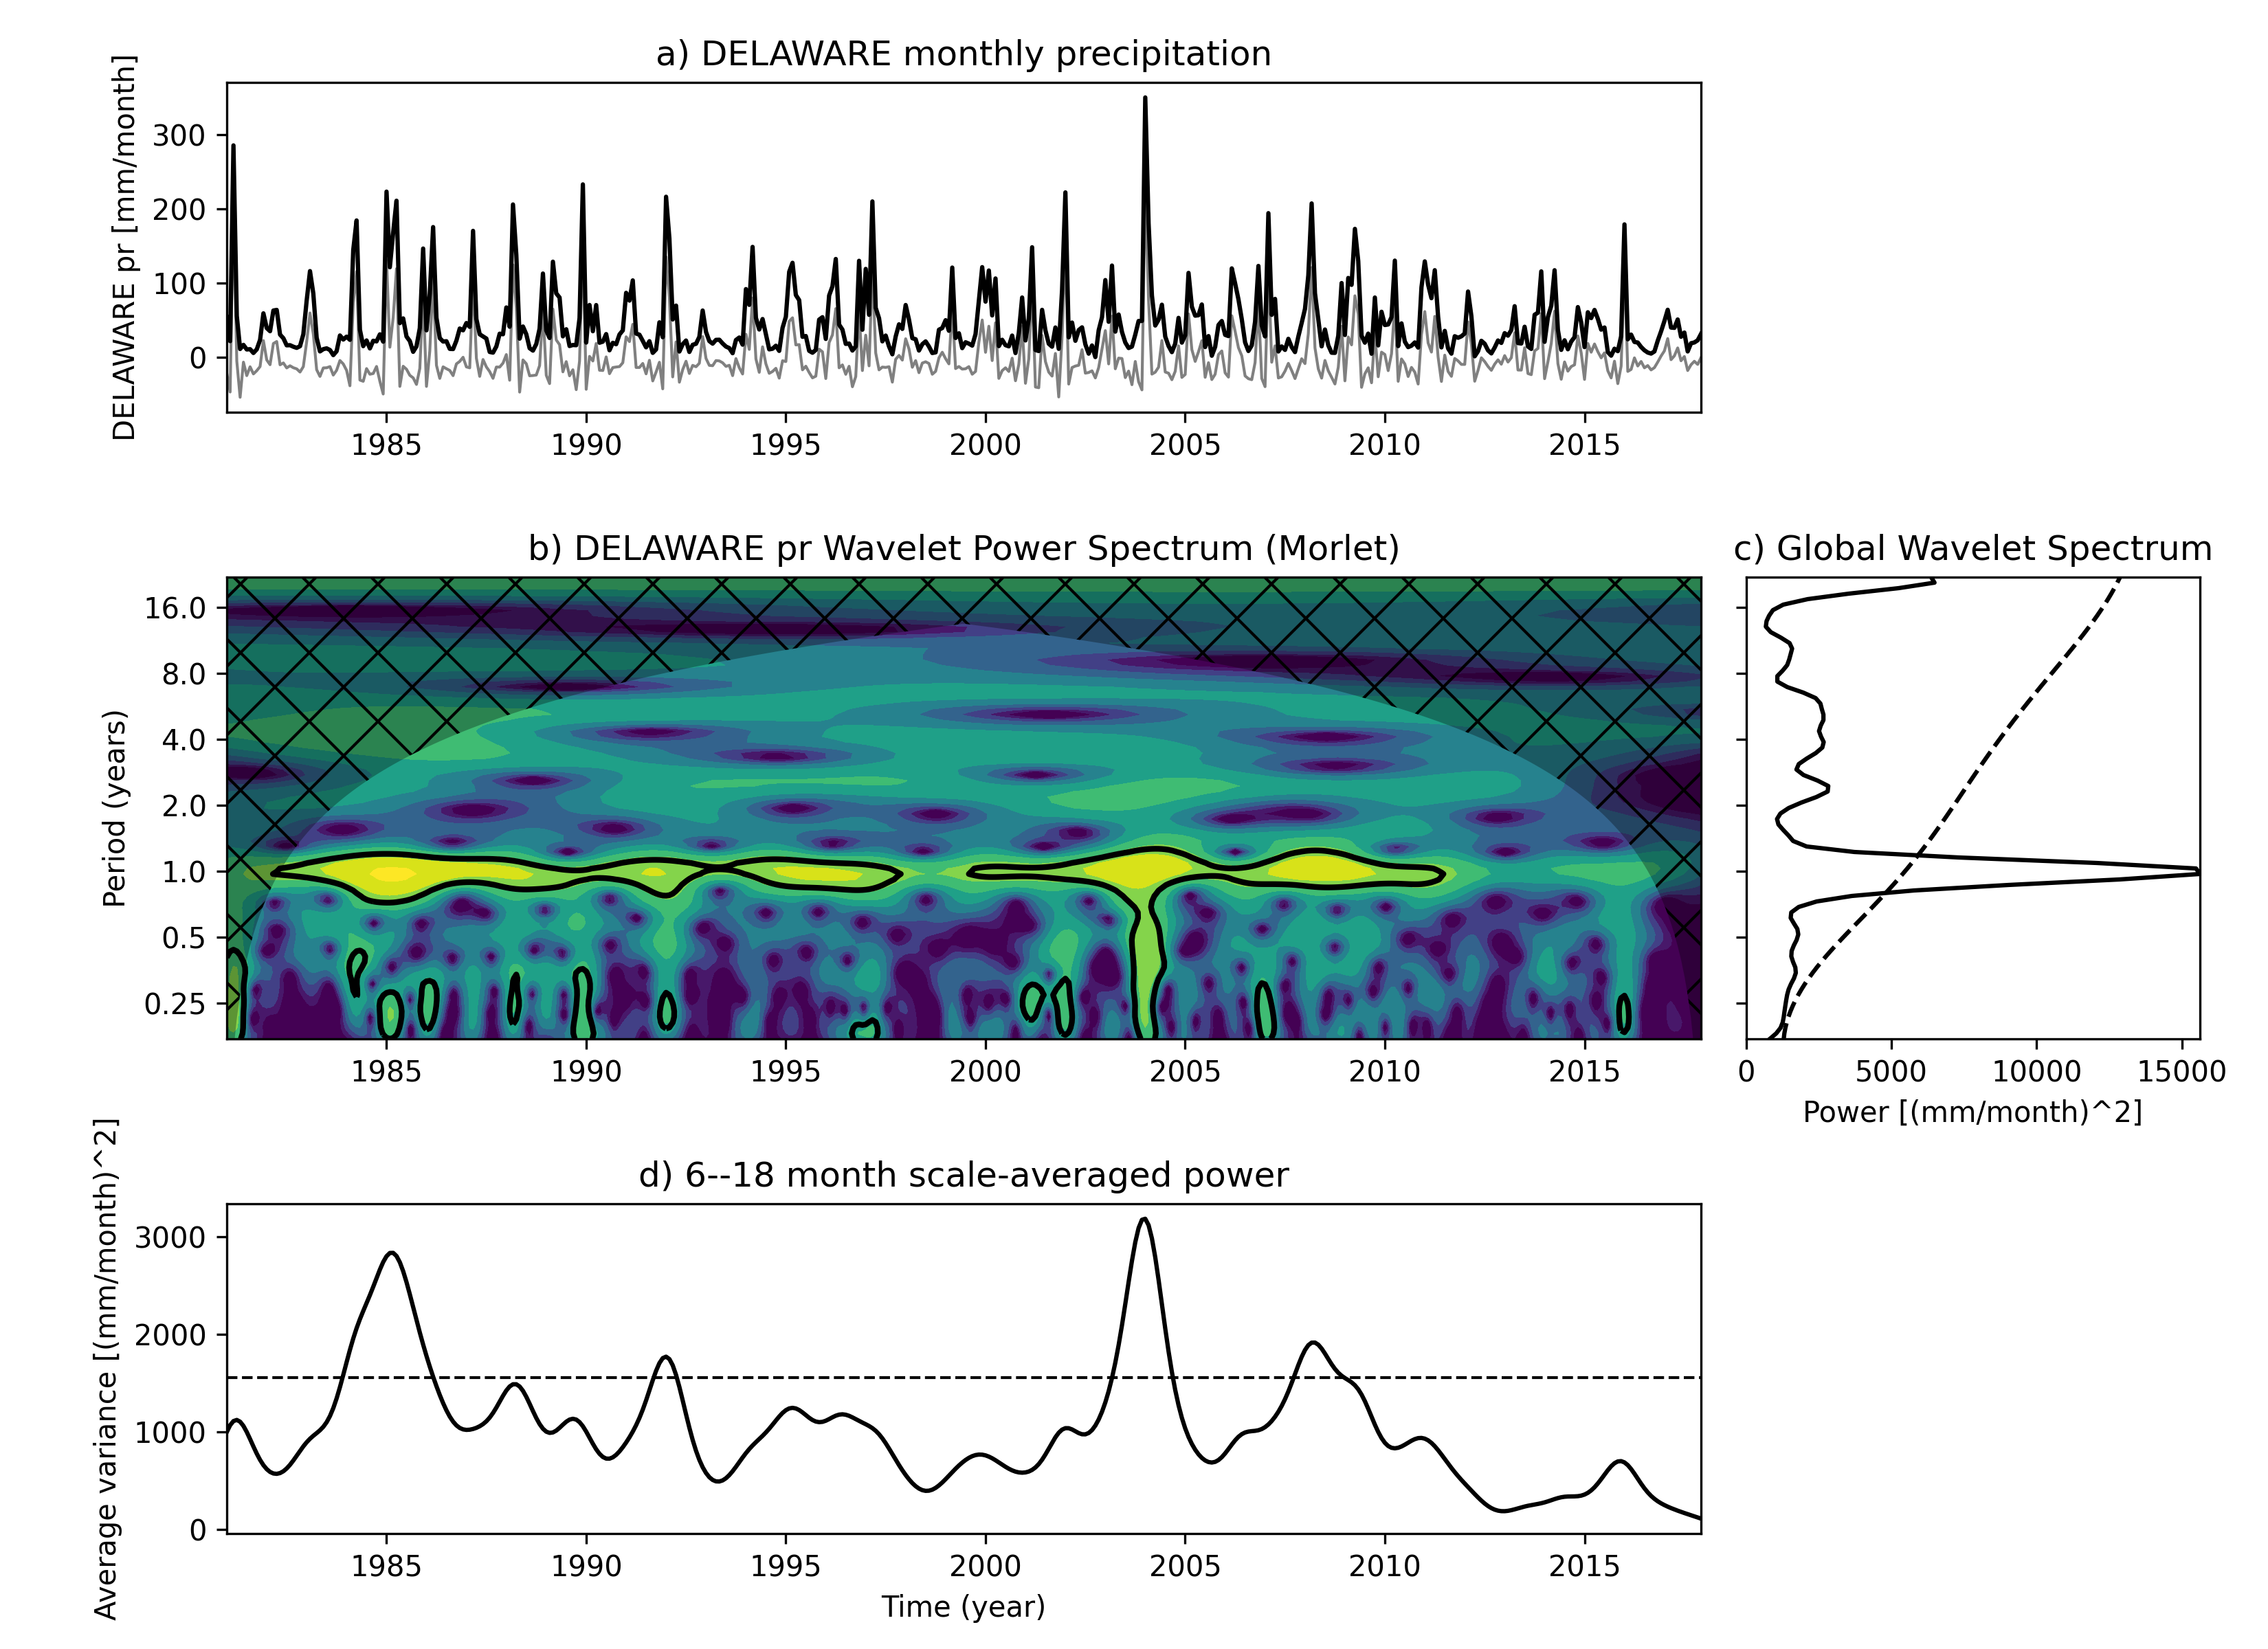 a) DELAWARE monthly precipitation
DELAWARE pr [mm/month]
300
200
100
0
1985 1990 1995 2000 2005 2010 2015
b) DELAWARE pr Wavelet Power Spectrum (Morlet)
Period (years)
16.0
8.0
4.0
2.0
1.0
0.5
0.25
1985 1990 1995 2000 2005 2010 2015
c) Global Wavelet Spectrum
0 5000 10000 15000
Power [(mm/month)^2]
d) 6--18 month scale-averaged power
Average variance [(mm/month)^2]
3000
2000
1000
0
1985 1990 1995 2000 2005 2010 2015
Time (year)